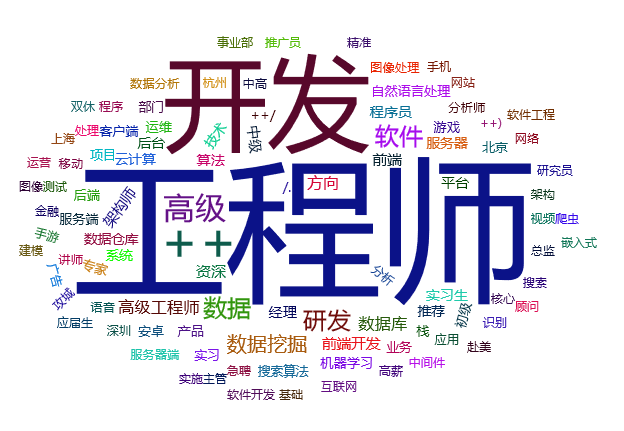 事业部
推广员
精准
开发
图像处理
手机
数据分析
杭州
中高
自然语言处理
网站
双休
程序
部门
++/
程序员
分析师
软件工程
上海
处理
客户端
运维
技术
中级
软件
游戏
++）
后台
服务器
北京
网络
项目
云计算
算法
前端
运营
移动
工程师
/.
方向
平台
研究员
图像
测试
后端
架构师
高级
架构
金融
服务端
视频
爬虫
手游
数据仓库
++
嵌入式
建模
讲师
专家
系统
资深
分析
总监
广告
攻城
搜索
语音
高级工程师
数据
经理
研发
数据库
实习生
推荐
初级
核心
顾问
应届生
深圳
安卓
产品
栈
识别
服务器端
实习
数据挖掘
前端开发
业务
应用
赴美
实施主管
急聘
搜索算法
机器学习
高薪
中间件
软件开发
基础
互联网